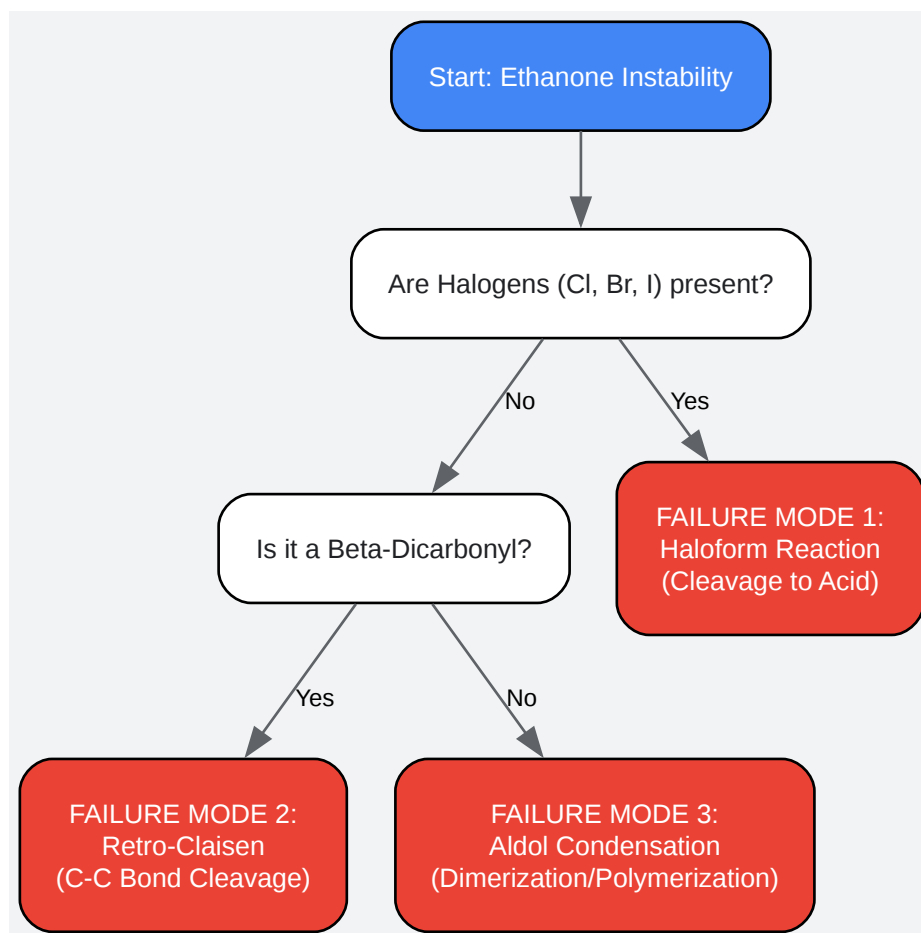 Start: Ethanone Instability
Are Halogens (Cl, Br, I) present?
No
Yes
FAILURE MODE 1:
Haloform Reaction
(Cleavage to Acid)
Is it a Beta-Dicarbonyl?
Yes
No
FAILURE MODE 2:
Retro-Claisen
(C-C Bond Cleavage)
FAILURE MODE 3:
Aldol Condensation
(Dimerization/Polymerization)